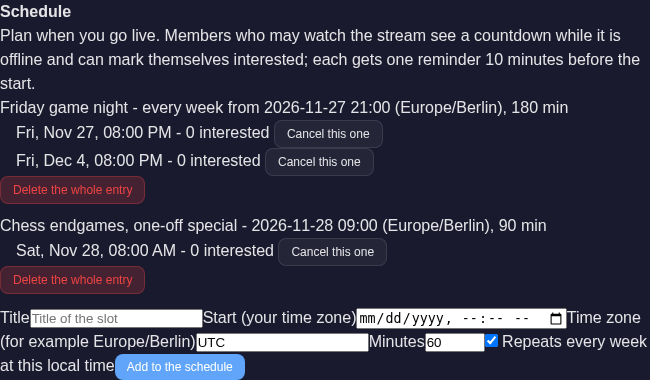 Schedule
Plan when you go live. Members who may watch the stream see a countdown while it is
offline and can mark themselves interested; each gets one reminder 10 minutes before the
start.
Friday game night - every week from 2026-11-27 21:00 (Europe/Berlin), 180 min
Fri, Nov 27, 08:00 PM - 0 interested Cancel this one
Fri, Dec 4, 08:00 PM - 0 interested Cancel this one
Delete the whole entry
Chess endgames, one-off special - 2026-11-28 09:00 (Europe/Berlin), 90 min
Sat, Nov 28, 08:00 AM - 0 interested Cancel this one
Delete the whole entry
Title Title of the slot Start (your time zone) mm/dd/yyyy, --:-- -- Time zone
(for example Europe/Berlin) UTC Minutes 60 Repeats every week
at this local time Add to the schedule